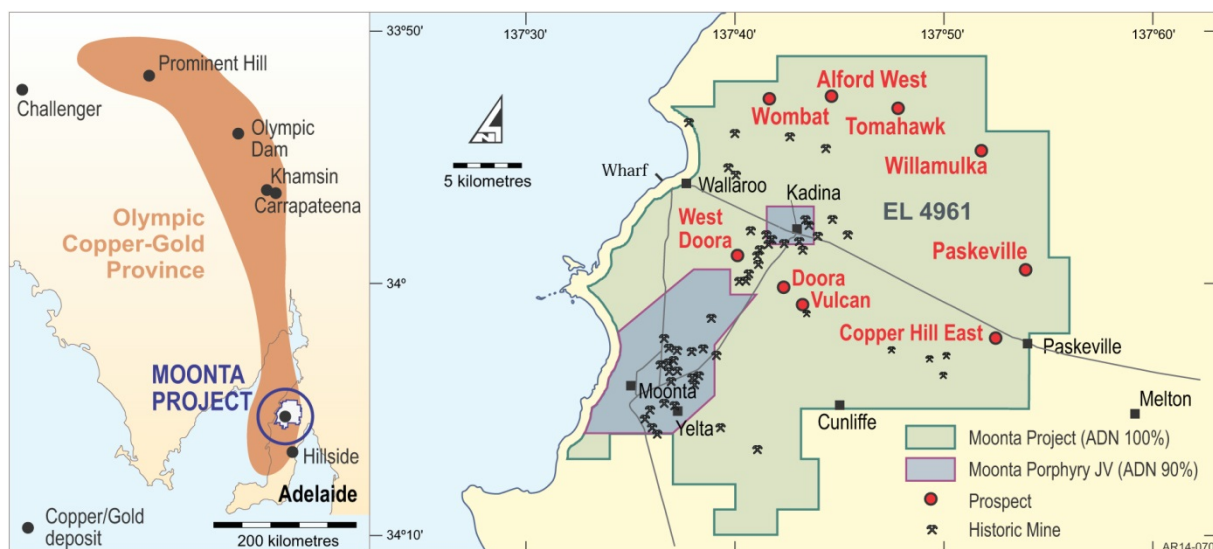 Prominent Hill
Challenger
Olympic
Dam
Khamsin
Carrapateena
Olympic
Copper-Gold
Province
MOONTA
PROJECT
Hillside
Adelaide
Copper/Gold
deposit
200 kilometres
33°50'
137°30'
137°40'
137°50'
137°60'
N
5 kilometres
Alford West
Wombat
Tomahawk
Willamulka
Wharf
Wallaroo
Kadina
EL 4961
West
Doora
Paskeville
34°
Doora
Vulcan
Copper Hill East
Paskeville
Moonta
Yelta
Cunliffe
Melton
Moonta Project (ADN 100%)
Moonta Porphyry JV (ADN 90%)
Prospect
Historic Mine
34°10'
AR14-070